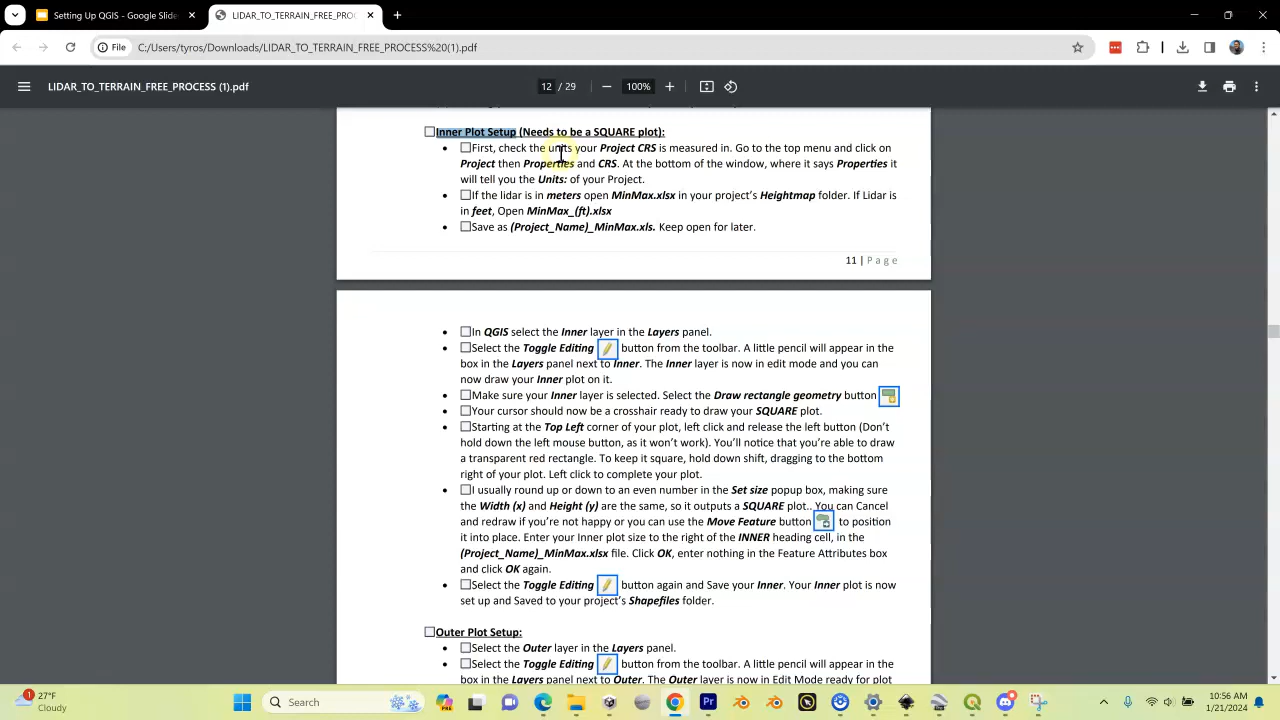 Setting Up QGIS - Google Slide
LIDAR_TO_TERRAIN_FREE_PRO
File
C:/Users/tyros/Downloads/LIDAR_TO_TERRAIN_FREE_PROCESS%20(1).pdf
LIDAR_TO_TERRAIN_FREE_PROCESS (1).pdf
12 / 29
100%
Inner Plot Setup (Needs to be a SQUARE plot):
• First, check the units your Project CRS is measured in. Go to the top menu and click on
Project then Properties and CRS. At the bottom of the window, where it says Properties it
will tell you the Units: of your Project.
• If the lidar is in meters open MinMax.xlsx in your project's Heightmap folder. If Lidar is
in feet, Open MinMax_(ft).xlsx
• Save as (Project_Name)_MinMax.xls. Keep open for later.
11 | Page
• In QGIS select the Inner layer in the Layers panel.
• Select the Toggle Editing button from the toolbar. A little pencil will appear in the
box in the Layers panel next to Inner. The Inner layer is now in edit mode and you can
now draw your Inner plot on it.
• Make sure your Inner layer is selected. Select the Draw rectangle geometry button
• Your cursor should now be a crosshair ready to draw your SQUARE plot.
• Starting at the Top Left corner of your plot, left click and release the left button (Don't
hold down the left mouse button, as it won't work). You'll notice that you're able to draw
a transparent red rectangle. To keep it square, hold down shift, dragging to the bottom
right of your plot. Left click to complete your plot.
• I usually round up or down to an even number in the Set size popup box, making sure
the Width (x) and Height (y) are the same, so it outputs a SQUARE plot.. You can Cancel
and redraw if you're not happy or you can use the Move Feature button to position
it into place. Enter your Inner plot size to the right of the INNER heading cell, in the
(Project_Name)_MinMax.xlsx file. Click OK, enter nothing in the Feature Attributes box
and click OK again.
• Select the Toggle Editing button again and Save your Inner. Your Inner plot is now
set up and Saved to your project's Shapefiles folder.
Outer Plot Setup:
• Select the Outer layer in the Layers panel.
• Select the Toggle Editing button from the toolbar. A little pencil will appear in the
box in the Layers panel next to Outer. The Outer layer is now in Edit Mode ready for plot
1
27°F
Cloudy
Search
Pr
10:56 AM
1/21/2024